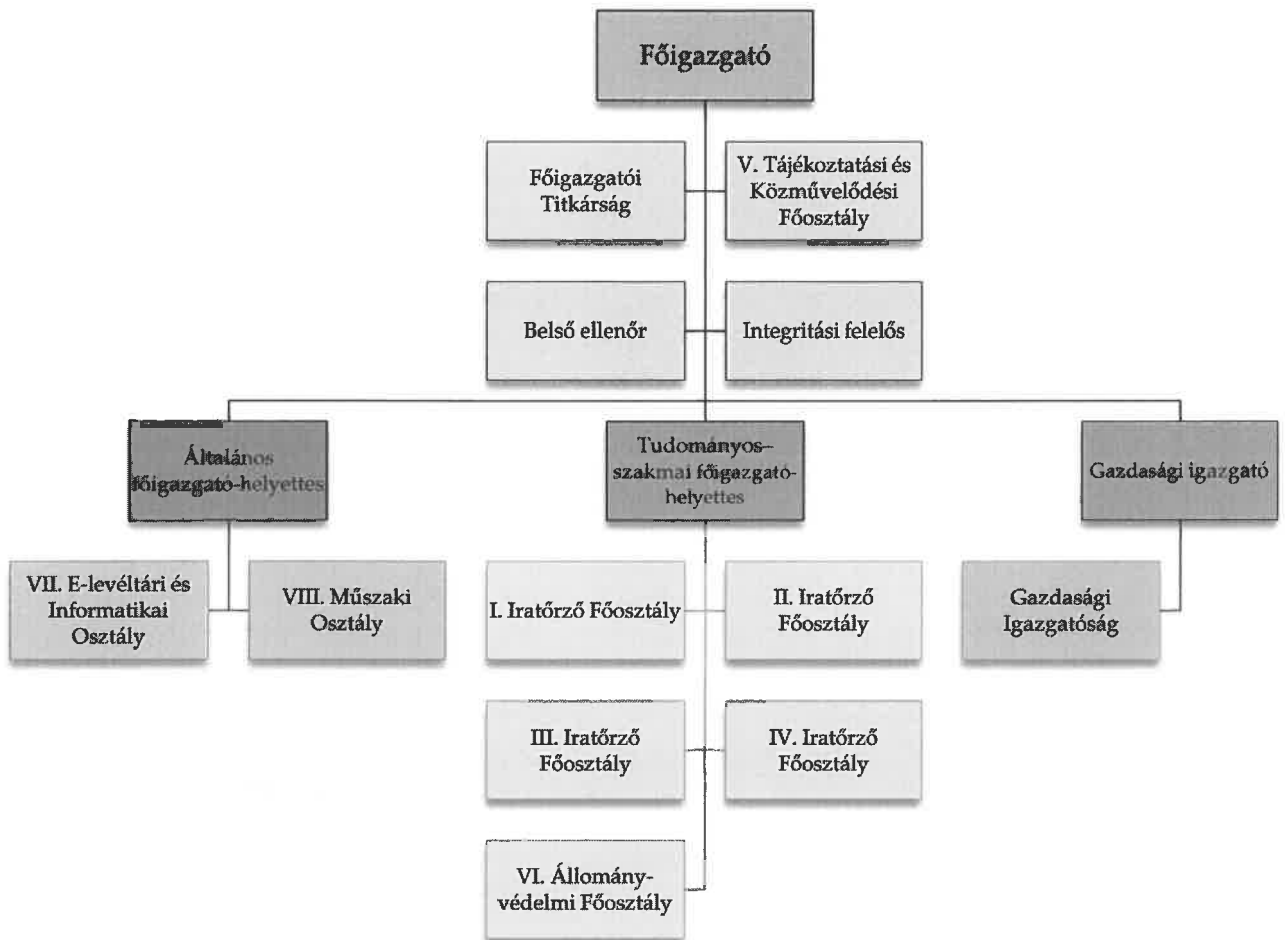 Főigazgató
Főigazgatói
Titkárság
V. Tájékoztatási és
Közművelődési
Főosztály
Belső ellenőr
Integritási felelős
Általános
főigazgató-helyettes
Tudományos–
szakmai főigazgató-
helyettes
Gazdasági igazgató
VII. E-levéltári és
Informatikai
Osztály
VIII. Műszaki
Osztály
I. Iratőrző Főosztály
II. Iratőrző
Főosztály
Gazdasági
Igazgatóság
III. Iratőrző
Főosztály
IV. Iratőrző
Főosztály
VI. Állomány-
védelmi Főosztály